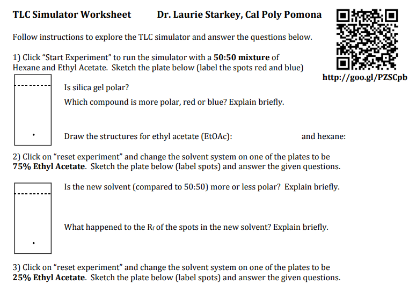 TLC Simulator Worksheet Dr. Laurie Starkey, Cal Poly Pomona
Follow instructions to explore the TLC simulator and answer the questions below.
http://goo.gl/PZSCpb
1) Click "Start Experiment" to run the simulator with a 50:50 mixture of
Hexane and Ethyl Acetate. Sketch the plate below (label the spots red and blue)
Is silica gel polar?
Which compound is more polar, red or blue? Explain briefly.
Draw the structures for ethyl acetate (EtOAc): and hexane:
2) Click on "reset experiment" and change the solvent system on one of the plates to be
75% Ethyl Acetate. Sketch the plate below (label spots) and answer the given questions.
Is the new solvent (compared to 50:50) more or less polar? Explain briefly.
What happened to the Rf of the spots in the new solvent? Explain briefly.
3) Click on "reset experiment" and change the solvent system on one of the plates to be
25% Ethyl Acetate. Sketch the plate below (label spots) and answer the given questions.